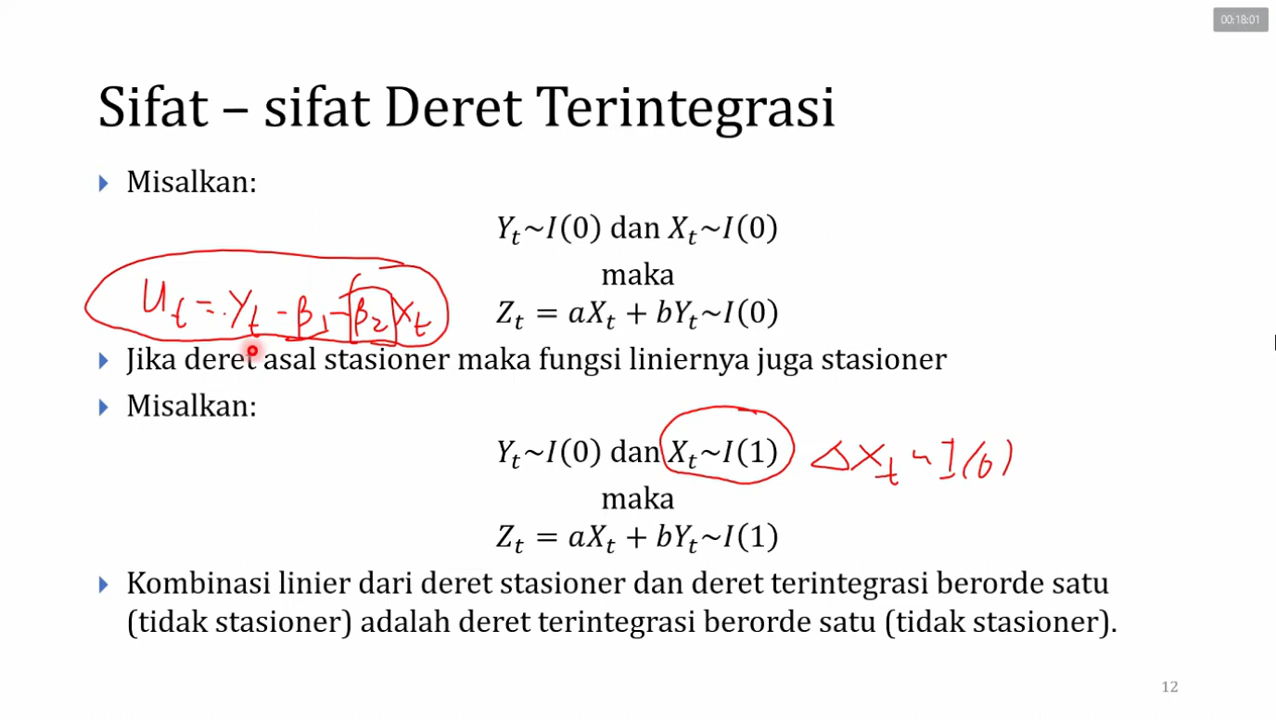 00:18:01
Sifat – sifat Deret Terintegrasi
Misalkan:
Yₜ~I(0) dan Xₜ~I(0)
maka
Zₜ = aXₜ + bYₜ~I(0)
Uₜ = Yₜ - β₁ - β₂Xₜ
Jika deret asal stasioner maka fungsi liniernya juga stasioner
Misalkan:
Yₜ~I(0) dan Xₜ~I(1) ΔXₜ ~ I(0)
maka
Zₜ = aXₜ + bYₜ~I(1)
Kombinasi linier dari deret stasioner dan deret terintegrasi berorde satu
(tidak stasioner) adalah deret terintegrasi berorde satu (tidak stasioner).
12